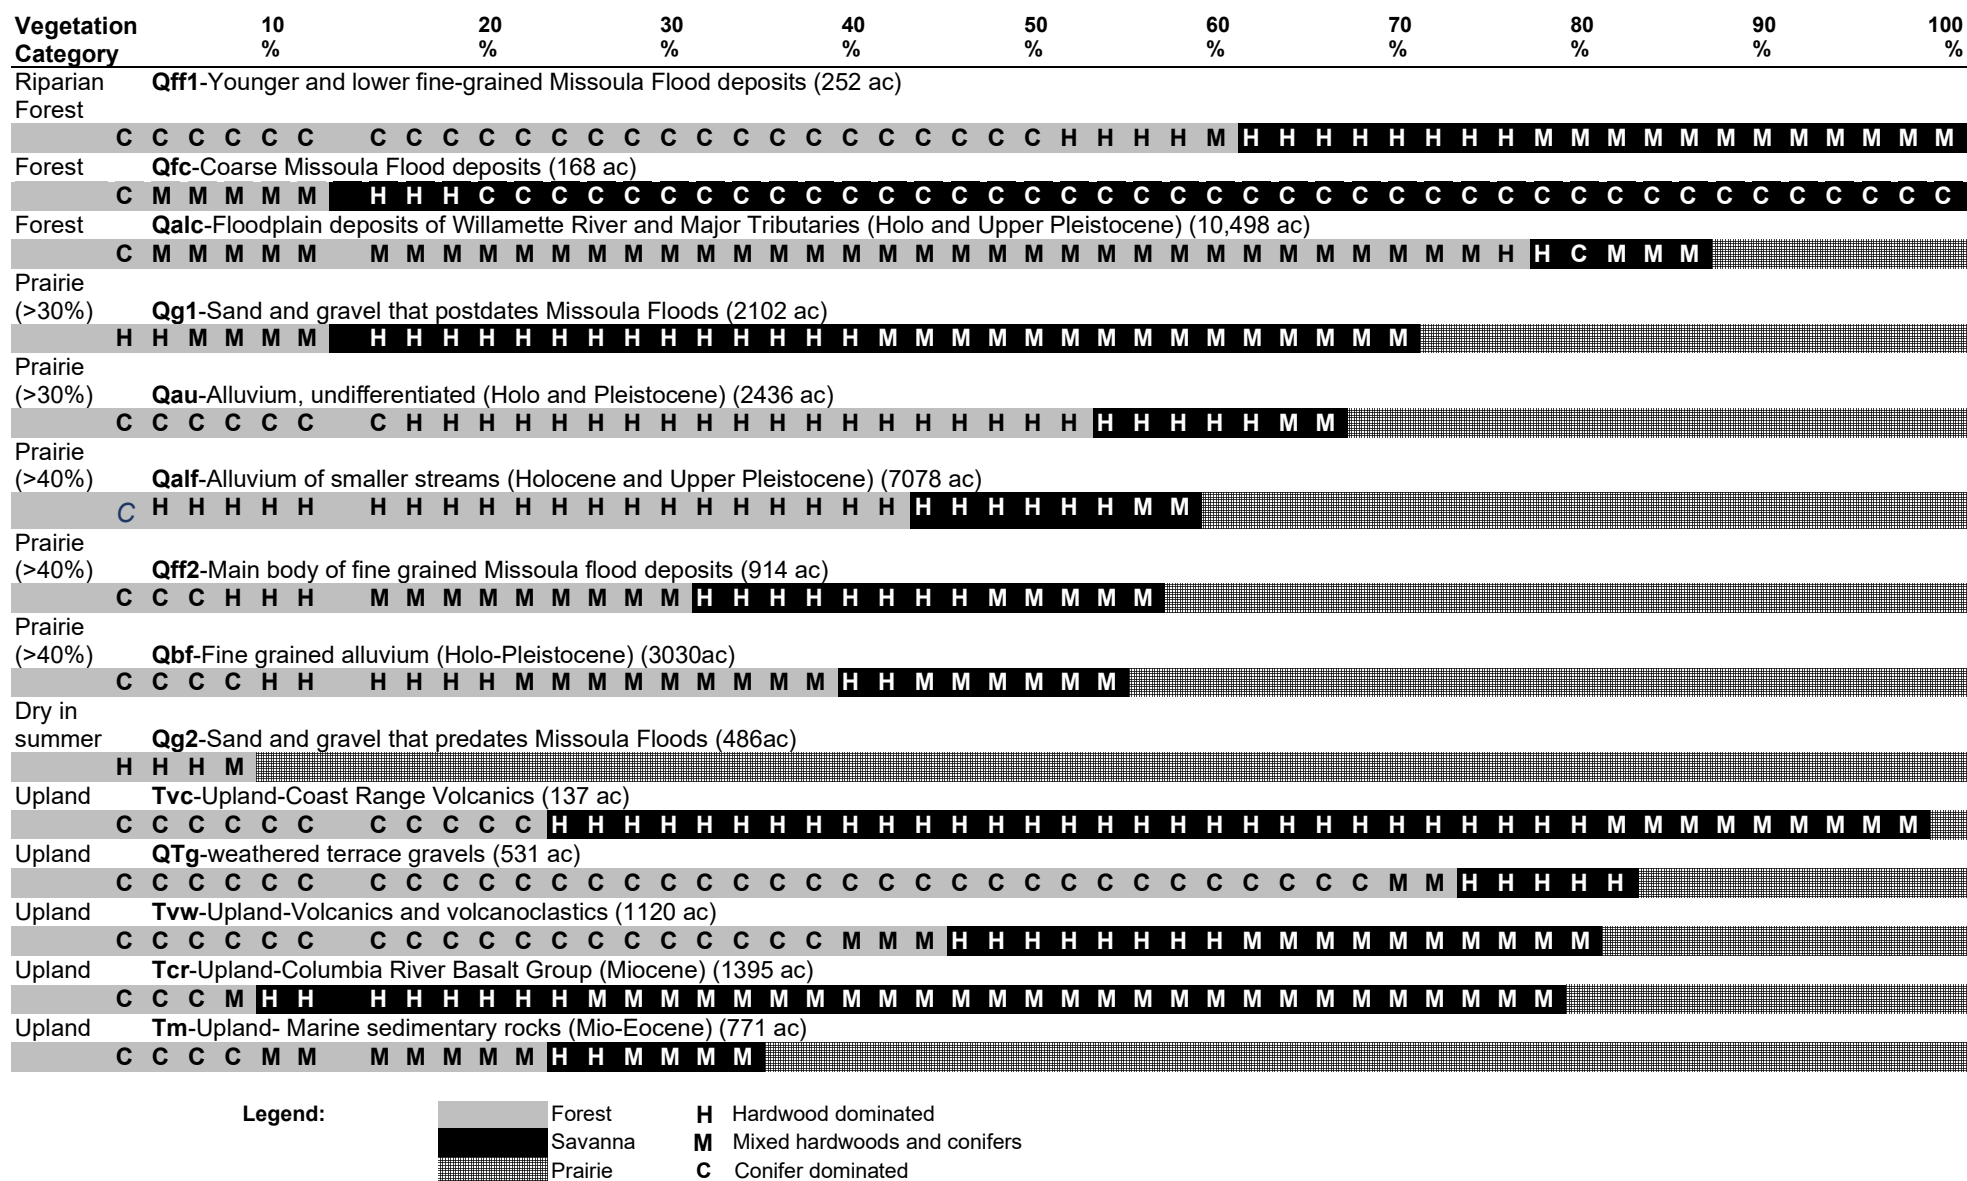 Vegetation Category 10 % 20 % 30 % 40 % 50 % 60 % 70 % 80 % 90 % 100 %
Riparian Forest Qff1-Younger and lower fine-grained Missoula Flood deposits (252 ac)
C C C C C C C C C C C C C C C C C C C C C C C C C H H H H M H H H H H H H H M M M M M M M M M M M M
Forest Qfc-Coarse Missoula Flood deposits (168 ac)
C M M M M M H H H C C C C C C C C C C C C C C C C C C C C C C C C C C C C C C C C C C C C C C C C C
Forest Qalc-Floodplain deposits of Willamette River and Major Tributaries (Holo and Upper Pleistocene) (10,498 ac)
C M M M M M M M M M M M M M M M M M M M M M M M M M M M M M M M M M M M M H H C M M M
Prairie (>30%) Qg1-Sand and gravel that postdates Missoula Floods (2102 ac)
H H M M M M H H H H H H H H H H H H H H M M M M M M M M M M M M M M M
Prairie (>30%) Qau-Alluvium, undifferentiated (Holo and Pleistocene) (2436 ac)
C C C C C C C H H H H H H H H H H H H H H H H H H H H H H H H M M
Prairie (>40%) Qalf-Alluvium of smaller streams (Holocene and Upper Pleistocene) (7078 ac)
C H H H H H H H H H H H H H H H H H H H H H H H H H H M M
Prairie (>40%) Qff2-Main body of fine grained Missoula flood deposits (914 ac)
C C C H H H M M M M M M M M M H H H H H H H H M M M M M
Prairie (>40%) Qbf-Fine grained alluvium (Holo-Pleistocene) (3030ac)
C C C C H H H H H H M M M M M M M M M H H M M M M M M
Dry in summer Qg2-Sand and gravel that predates Missoula Floods (486ac)
H H H M
Upland Tvc-Upland-Coast Range Volcanics (137 ac)
C C C C C C C C C C C H H H H H H H H H H H H H H H H H H H H H H H H H H H H H M M M M M M M M M
Upland QTg-weathered terrace gravels (531 ac)
C C C C C C C C C C C C C C C C C C C C C C C C C C C C C C C C C C M M H H H H H
Upland Tvw-Upland-Volcanics and volcanoclastics (1120 ac)
C C C C C C C C C C C C C C C C C C C M M M H H H H H H H H M M M M M M M M M M
Upland Tcr-Upland-Columbia River Basalt Group (Miocene) (1395 ac)
C C C M H H H H H H H H M M M M M M M M M M M M M M M M M M M M M M M M M M M
Upland Tm-Upland- Marine sedimentary rocks (Mio-Eocene) (771 ac)
C C C C M M M M M M M H H M M M M
Legend: Forest H Hardwood dominated
Savanna M Mixed hardwoods and conifers
Prairie C Conifer dominated